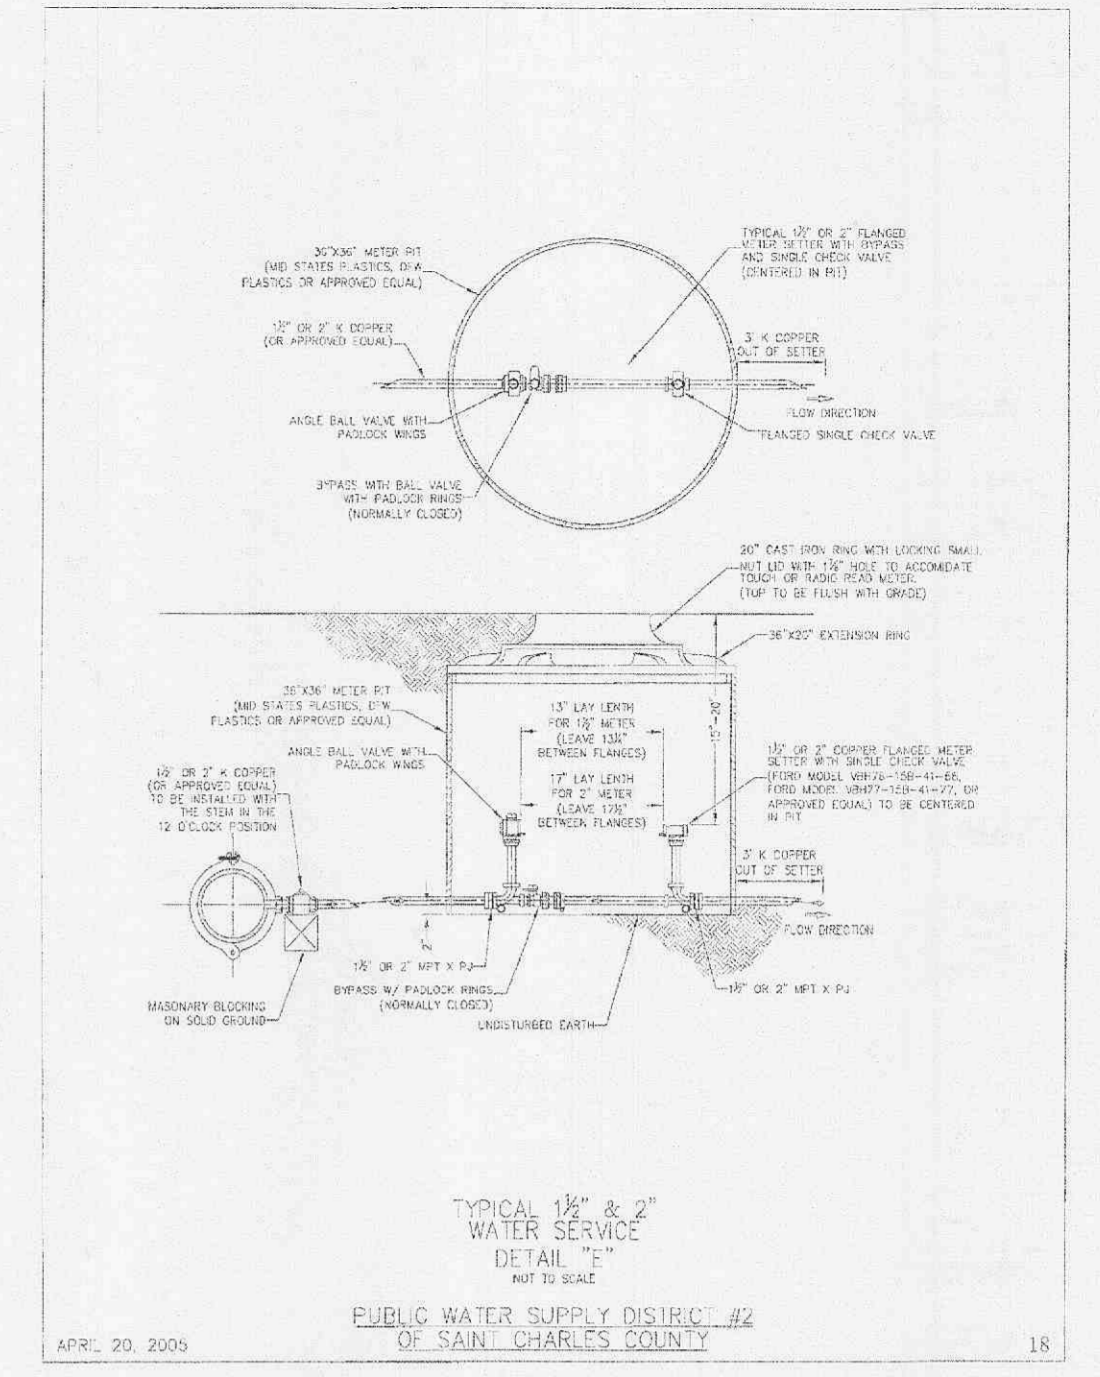 36"X36" METER PIT
(MID STATES PLASTICS, DFW
PLASTICS OR APPROVED EQUAL)
1½" OR 2" K COPPER
(OR APPROVED EQUAL)
TYPICAL 1½" OR 2" FLANGED
METER SETTER WITH BYPASS
AND SINGLE CHECK VALVE
(CENTERED IN PIT)
3' K COPPER
OUT OF SETTER
FLOW DIRECTION
ANGLE BALL VALVE WITH
PADLOCK WINGS
FLANGED SINGLE CHECK VALVE
BYPASS WITH BALL VALVE
WITH PADLOCK RINGS
(NORMALLY CLOSED)
20" CAST IRON RING WITH LOCKING SMALL
NUT LID WITH HOLE TO ACCOMIDATE
TOUCH OR RADIO READ METER.
(TOP TO BE FLUSH WITH GRADE)
36"X20" EXTENSION RING
36"X36" METER PIT
(MID STATES PLASTICS, DFW
PLASTICS OR APPROVED EQUAL)
13" LAY LENTH
FOR 1½" METER
(LEAVE 13¼"
BETWEEN FLANGES)
15"-20"
ANGLE BALL VALVE WITH
PADLOCK WINGS
1½" OR 2" COPPER FLANGED METER
SETTER WITH SINGLE CHECK VALVE
(FORD MODEL VBH76-15B-41-66,
FORD MODEL VBH77-15B-41-77, OR
APPROVED EQUAL) TO BE CENTERED
IN PIT
1½" OR 2" K COPPER
(OR APPROVED EQUAL)
TO BE INSTALLED WITH
THE STEM IN THE
12 O'CLOCK POSITION
17" LAY LENTH
FOR 2" METER
(LEAVE
BETWEEN FLANGES)
3' K COPPER
OUT OF SETTER
FLOW DIRECTION
2"
1½" OR 2" MPT X PJ
BYPASS W/ PADLOCK RINGS
(NORMALLY CLOSED)
1½" OR 2" MPT X PJ
MASONARY BLOCKING
ON SOLID GROUND
UNDISTURBED EARTH
TYPICAL 1½" & 2"
WATER SERVICE
DETAIL "E"
NOT TO SCALE
PUBLIC WATER SUPPLY DISTRICT #2
OF SAINT CHARLES COUNTY
APRIL 20, 2005
18